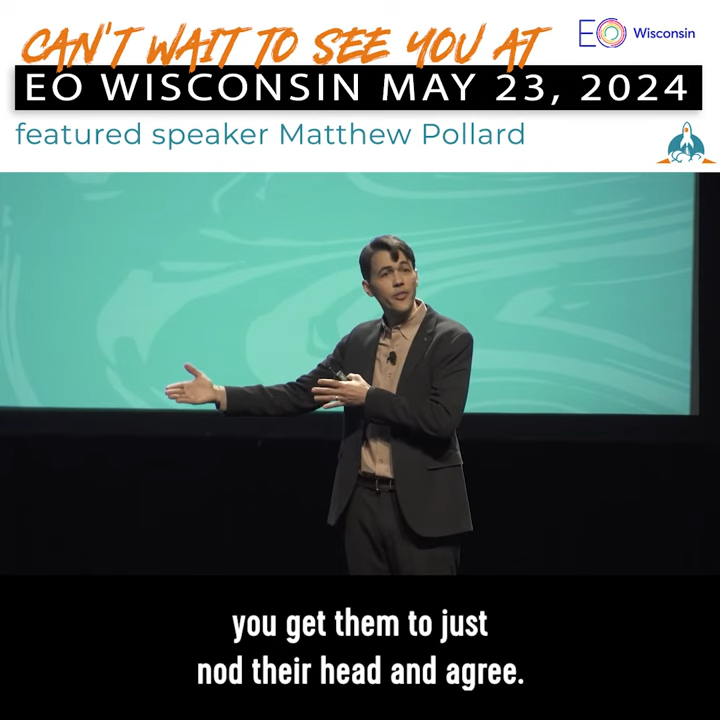 CAN'T WAIT TO SEE YOU AT
EO Wisconsin
EO WISCONSIN MAY 23, 2024
featured speaker Matthew Pollard
you get them to just
nod their head and agree.